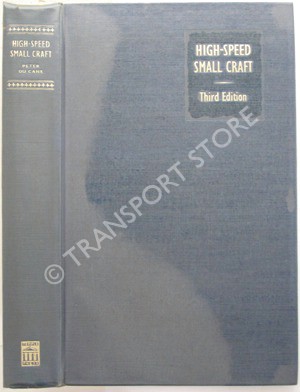 HIGH-SPEED
SMALL CRAFT
PETER
DU CANE
HIGH-SPEED
SMALL CRAFT
Third Edition
© TRANSPORT STORE